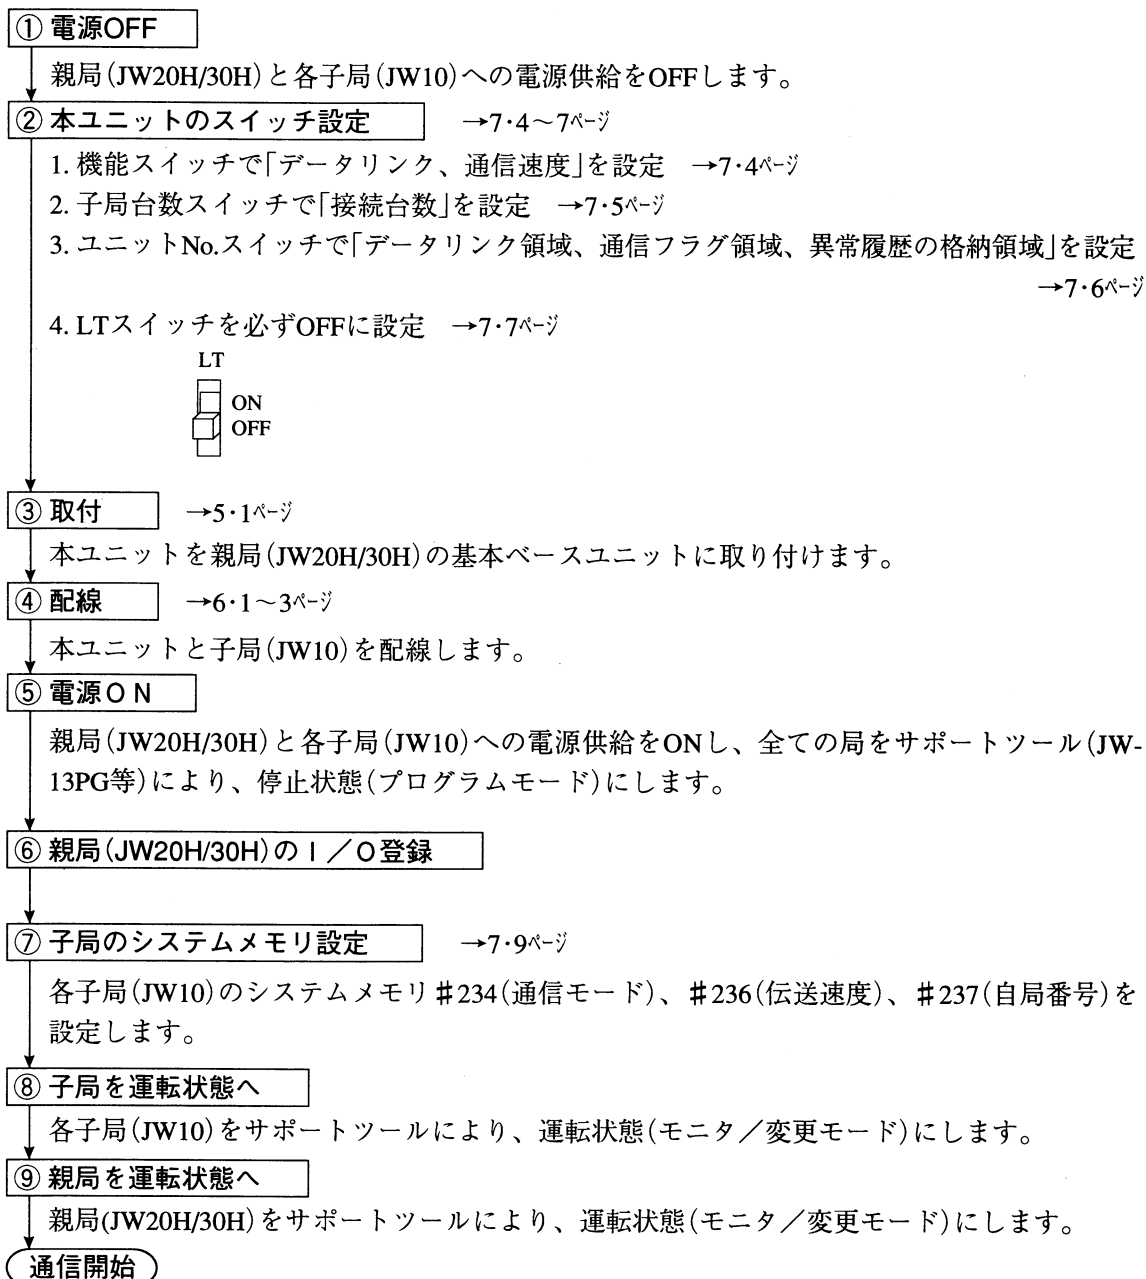 ① 電源OFF
親局(JW20H/30H)と各子局(JW10)への電源供給をOFFします。
② 本ユニットのスイッチ設定 →7・4～7ページ
1. 機能スイッチで「データリンク、通信速度」を設定 →7・4ページ
2. 子局台数スイッチで「接続台数」を設定 →7・5ページ
3. ユニットNo.スイッチで「データリンク領域、通信フラグ領域、異常履歴の格納領域」を設定
→7・6ページ
4. LTスイッチを必ずOFFに設定 →7・7ページ
LT
ON
OFF
③ 取付 →5・1ページ
本ユニットを親局(JW20H/30H)の基本ベースユニットに取り付けます。
④ 配線 →6・1～3ページ
本ユニットと子局(JW10)を配線します。
⑤ 電源ON
親局(JW20H/30H)と各子局(JW10)への電源供給をONし、全ての局をサポートツール(JW-
13PG等)により、停止状態(プログラムモード)にします。
⑥ 親局(JW20H/30H)のI／O登録
⑦ 子局のシステムメモリ設定 →7・9ページ
各子局(JW10)のシステムメモリ＃234(通信モード)、＃236(伝送速度)、＃237(自局番号)を
設定します。
⑧ 子局を運転状態へ
各子局(JW10)をサポートツールにより、運転状態(モニタ／変更モード)にします。
⑨ 親局を運転状態へ
親局(JW20H/30H)をサポートツールにより、運転状態(モニタ／変更モード)にします。
通信開始